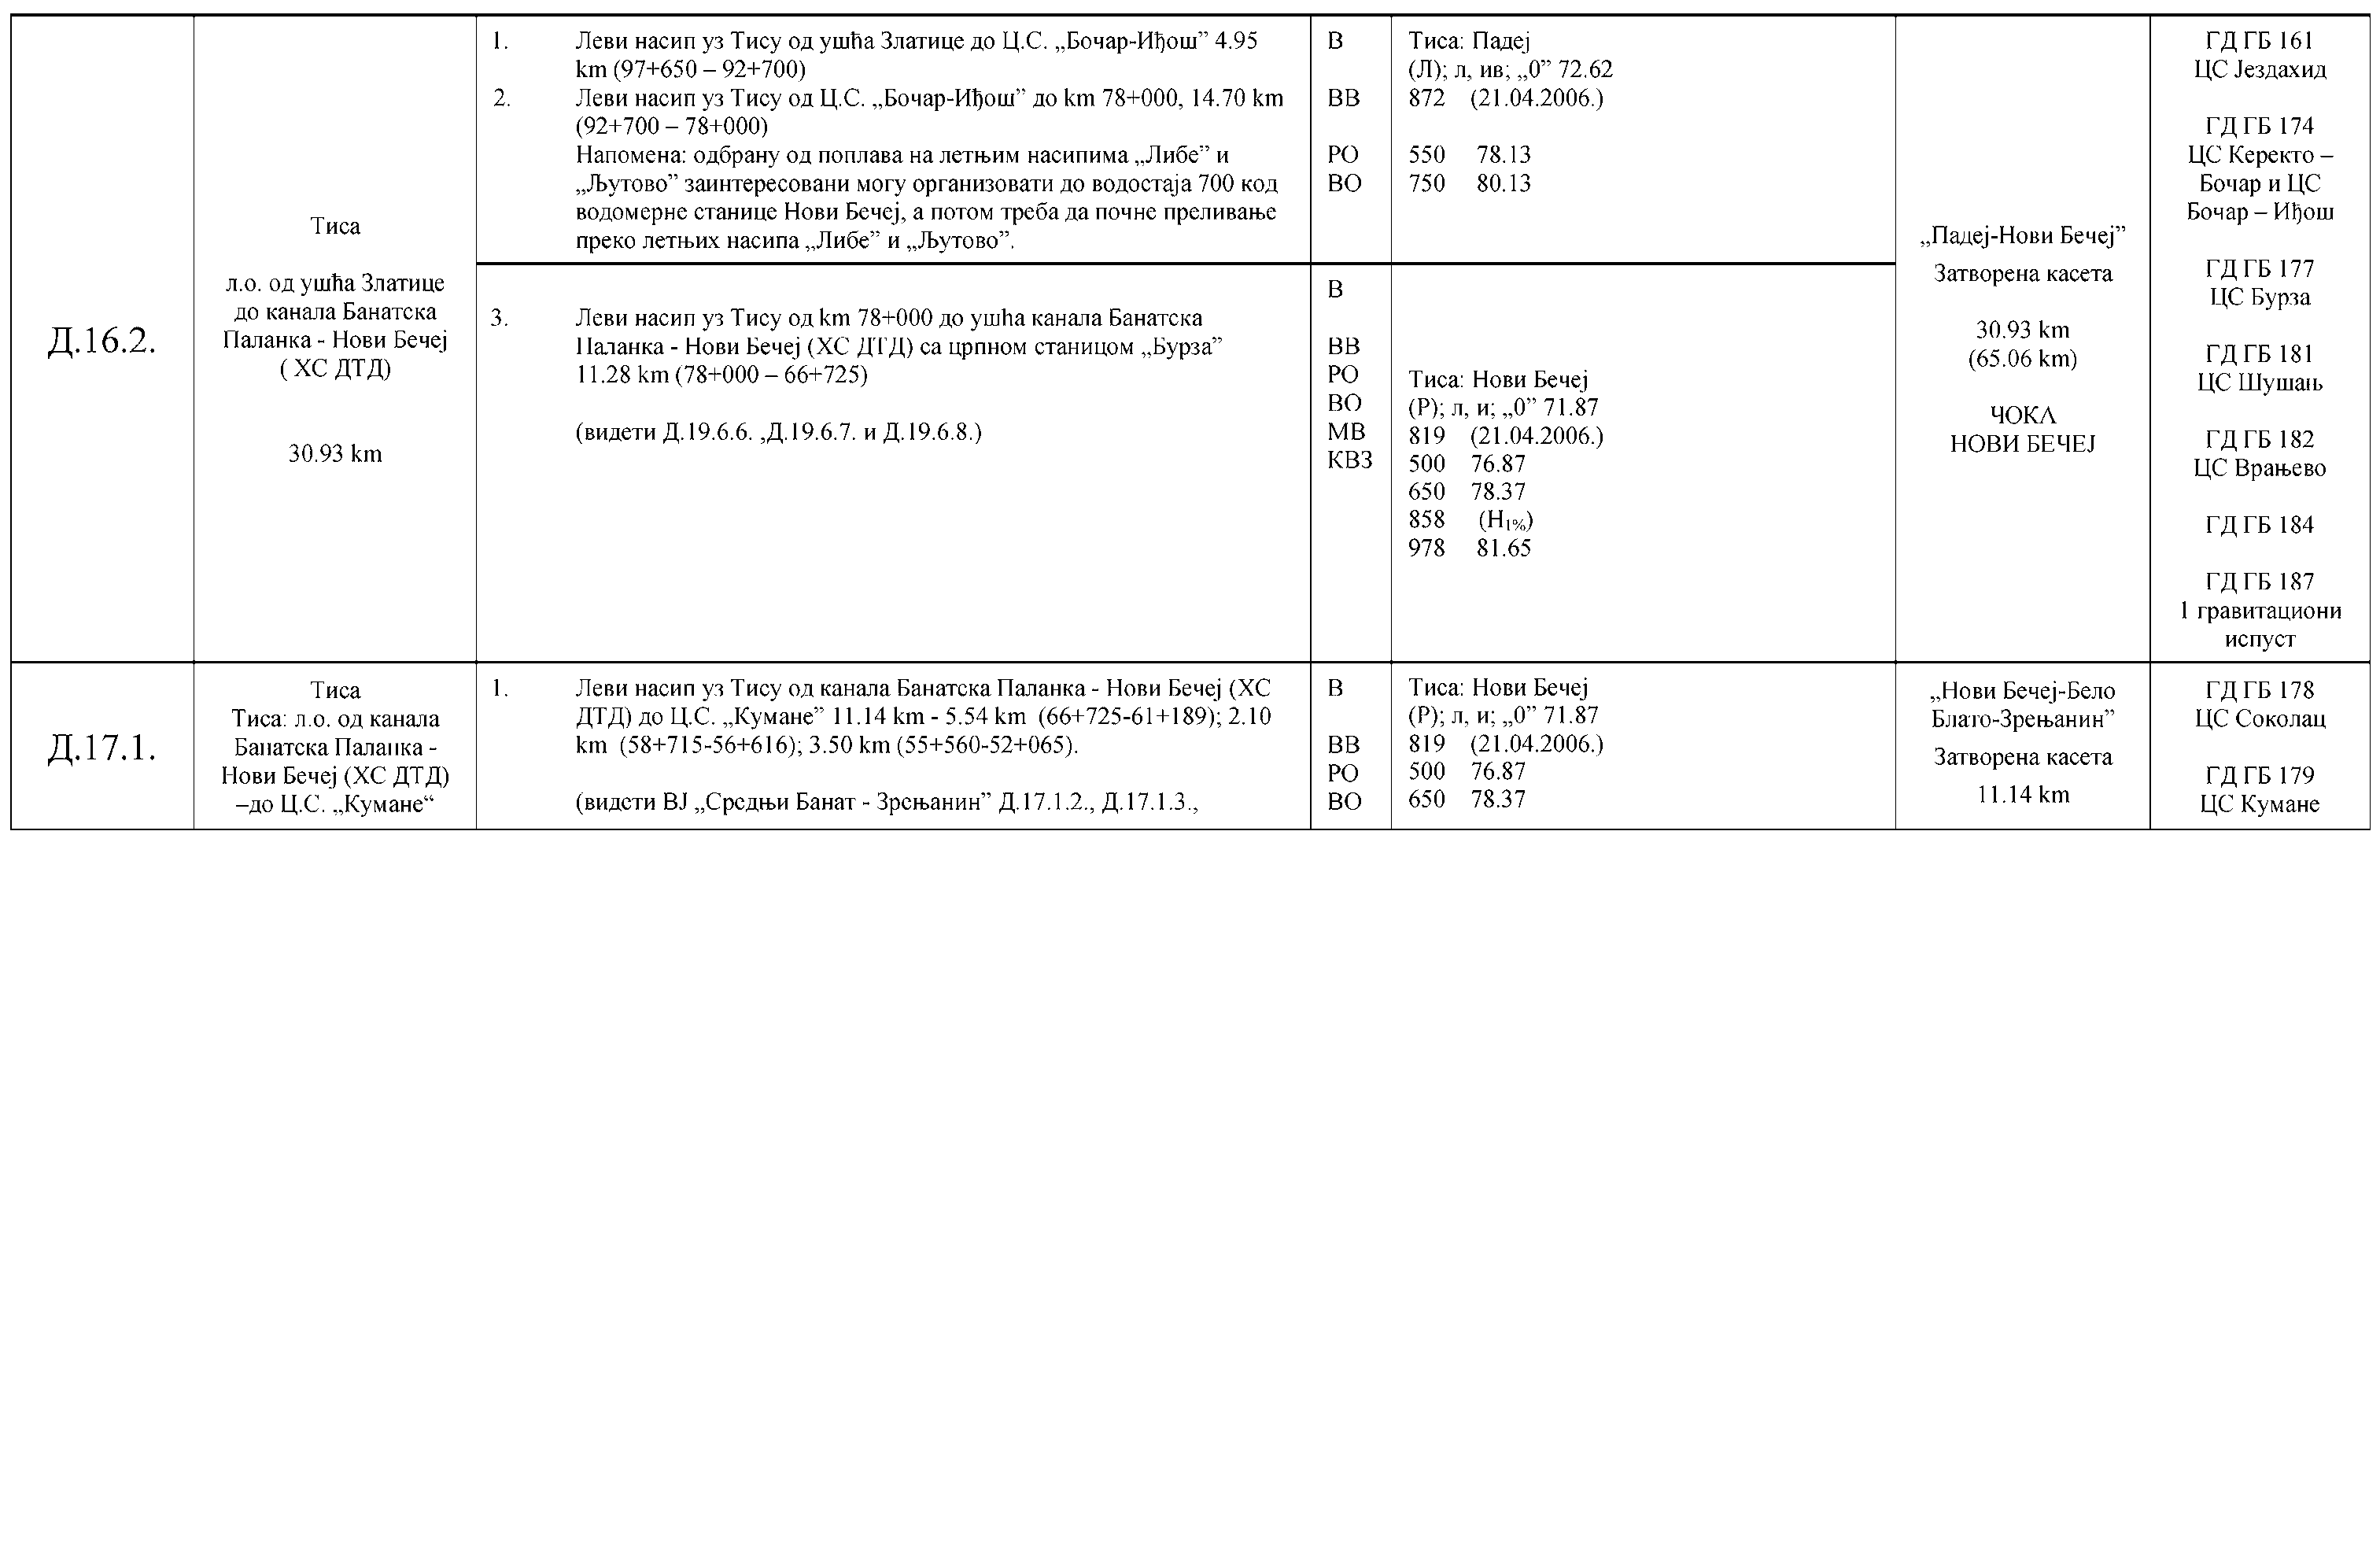 Д.16.2.
Тиса
л.о. од ушћа Златице
до канала Банатска
Паланка - Нови Бечеј
( ХС ДТД)
30.93 km
1. Леви насип уз Тису од ушћа Златице до Ц.С. „Бочар-Иђош” 4.95
km (97+650 – 92+700)
2. Леви насип уз Тису од Ц.С. „Бочар-Иђош” до km 78+000, 14.70 km
(92+700 – 78+000)
Напомена: одбрану од поплава на летњим насипима „Либе” и
„Љутово” заинтересовани могу организовати до водостаја 700 код
водомерне станице Нови Бечеј, а потом треба да почне преливање
преко летњих насипа „Либе” и „Љутово”.
В
ВВ
РО
ВО
Тиса: Падеј
(Л); л, ив; „0” 72.62
872 (21.04.2006.)
550 78.13
750 80.13
3. Леви насип уз Тису од km 78+000 до ушћа канала Банатска
Паланка - Нови Бечеј (ХС ДТД) са црпном станицом „Бурза”
11.28 km (78+000 – 66+725)
(видети Д.19.6.6. ,Д.19.6.7. и Д.19.6.8.)
В
ВВ
РО
ВО
МВ
КВЗ
Тиса: Нови Бечеј
(Р); л, и; „0” 71.87
819 (21.04.2006.)
500 76.87
650 78.37
858 (H1%)
978 81.65
„Падеј-Нови Бечеј”
Затворена касета
30.93 km
(65.06 km)
ЧОКА
НОВИ БЕЧЕЈ
ГД ГБ 161
ЦС Јездахид
ГД ГБ 174
ЦС Керекто –
Бочар и ЦС
Бочар – Иђош
ГД ГБ 177
ЦС Бурза
ГД ГБ 181
ЦС Шушањ
ГД ГБ 182
ЦС Врањево
ГД ГБ 184
ГД ГБ 187
1 гравитациони
испуст
Д.17.1.
Тиса
Тиса: л.о. од канала
Банатска Паланка -
Нови Бечеј (ХС ДТД)
–до Ц.С. „Кумане“
1. Леви насип уз Тису од канала Банатска Паланка - Нови Бечеј (ХС
ДТД) до Ц.С. „Кумане” 11.14 km - 5.54 km (66+725-61+189); 2.10
km (58+715-56+616); 3.50 km (55+560-52+065).
(видети ВЈ „Средњи Банат - Зрењанин” Д.17.1.2., Д.17.1.3.,
В
ВВ
РО
ВО
Тиса: Нови Бечеј
(Р); л, и; „0” 71.87
819 (21.04.2006.)
500 76.87
650 78.37
„Нови Бечеј-Бело
Блато-Зрењанин”
Затворена касета
11.14 km
ГД ГБ 178
ЦС Соколац
ГД ГБ 179
ЦС Кумане